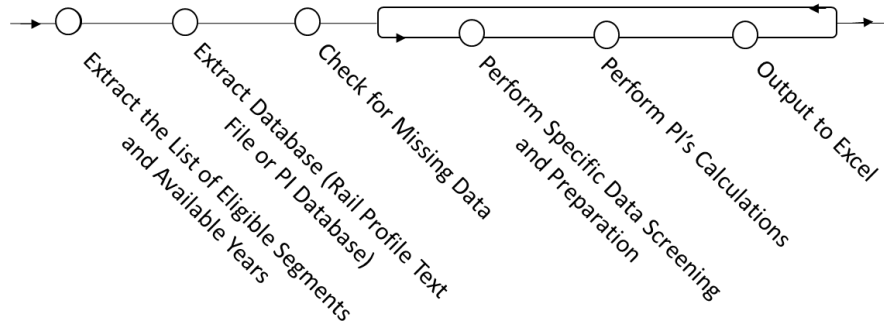 Extract the List of Eligible Segments
and Available Years
Extract Database (Rail Profile Text
File or PI Database)
Check for Missing Data
Perform Specific Data Screening
and Preparation
Perform PI's Calculations
Output to Excel